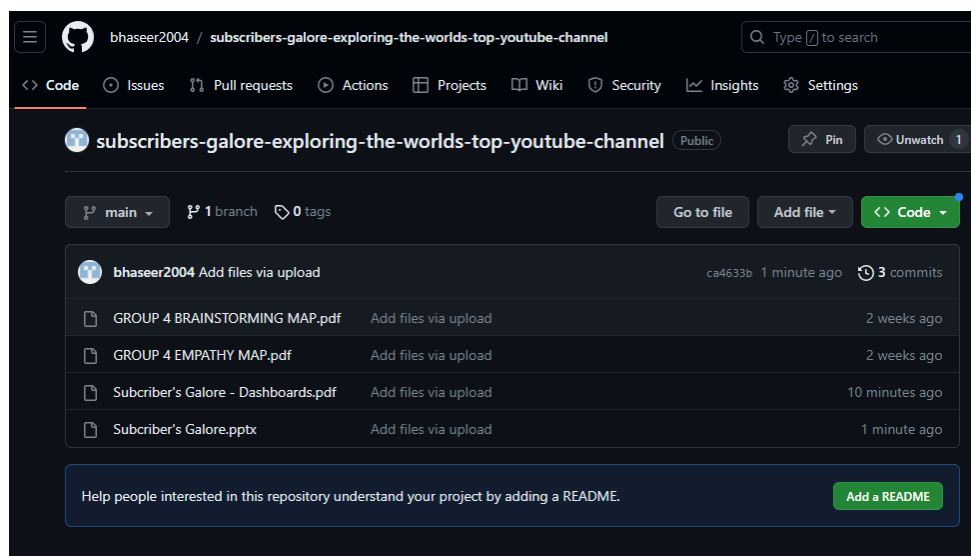 bhaseer2004 / subscribers-galore-exploring-the-worlds-top-youtube-channel Type / to search
<> Code Issues Pull requests Actions Projects Wiki Security Insights Settings
subscribers-galore-exploring-the-worlds-top-youtube-channel Public Pin Unwatch 1
main 1 branch 0 tags Go to file Add file <> Code
bhaseer2004 Add files via upload ca4633b 1 minute ago 3 commits
GROUP 4 BRAINSTORMING MAP.pdf Add files via upload 2 weeks ago
GROUP 4 EMPATHY MAP.pdf Add files via upload 2 weeks ago
Subcriber's Galore - Dashboards.pdf Add files via upload 10 minutes ago
Subcriber's Galore.pptx Add files via upload 1 minute ago
Help people interested in this repository understand your project by adding a README. Add a README